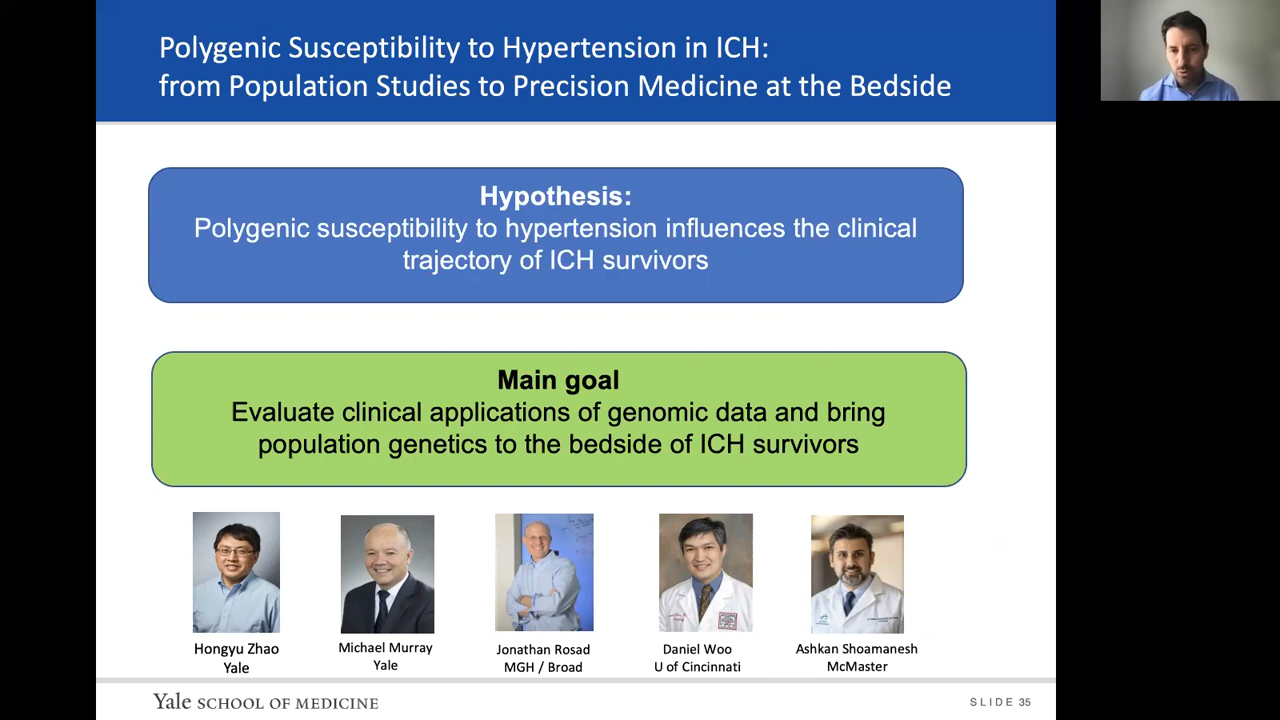 Polygenic Susceptibility to Hypertension in ICH:
from Population Studies to Precision Medicine at the Bedside
Hypothesis:
Polygenic susceptibility to hypertension influences the clinical
trajectory of ICH survivors
Main goal
Evaluate clinical applications of genomic data and bring
population genetics to the bedside of ICH survivors
Hongyu Zhao
Yale
Michael Murray
Yale
Jonathan Rosad
MGH / Broad
Daniel Woo
U of Cincinnati
Ashkan Shoamanesh
McMaster
Yale SCHOOL OF MEDICINE
SLIDE 35